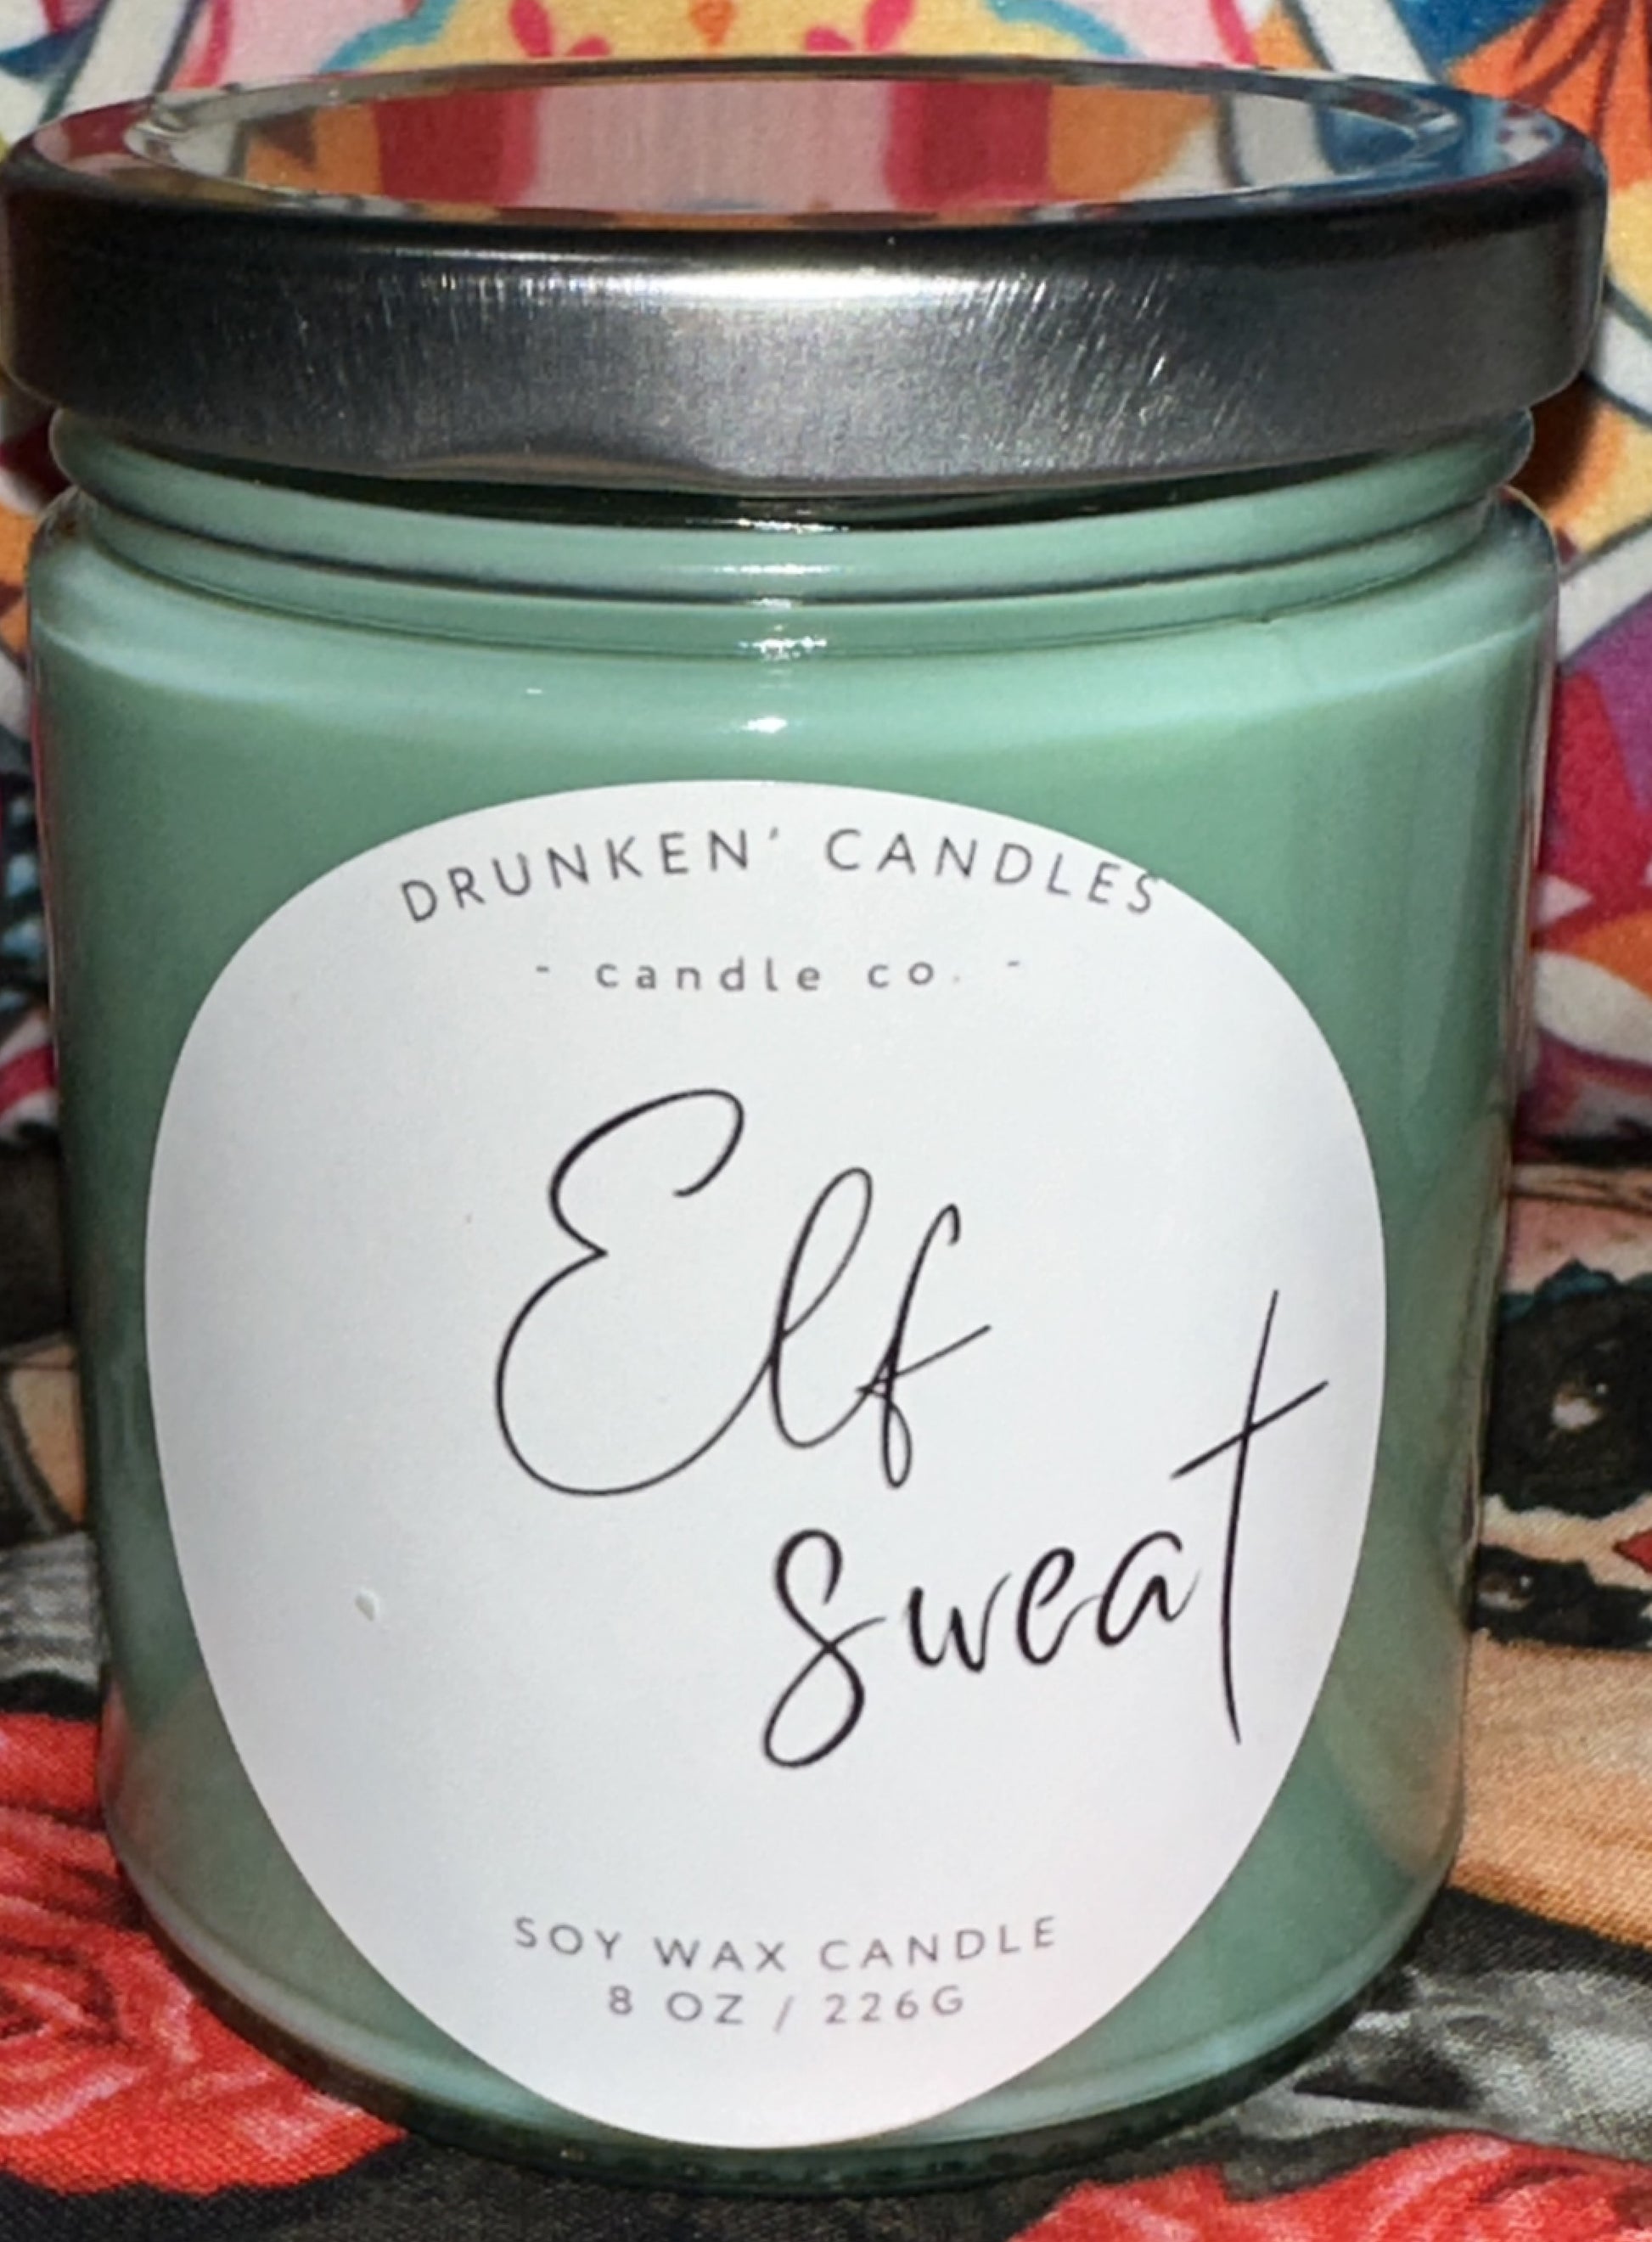 DRUNKEN' CANDLES
- candle co. -
Elf
sweat
SOY WAX CANDLE
8 OZ / 226G